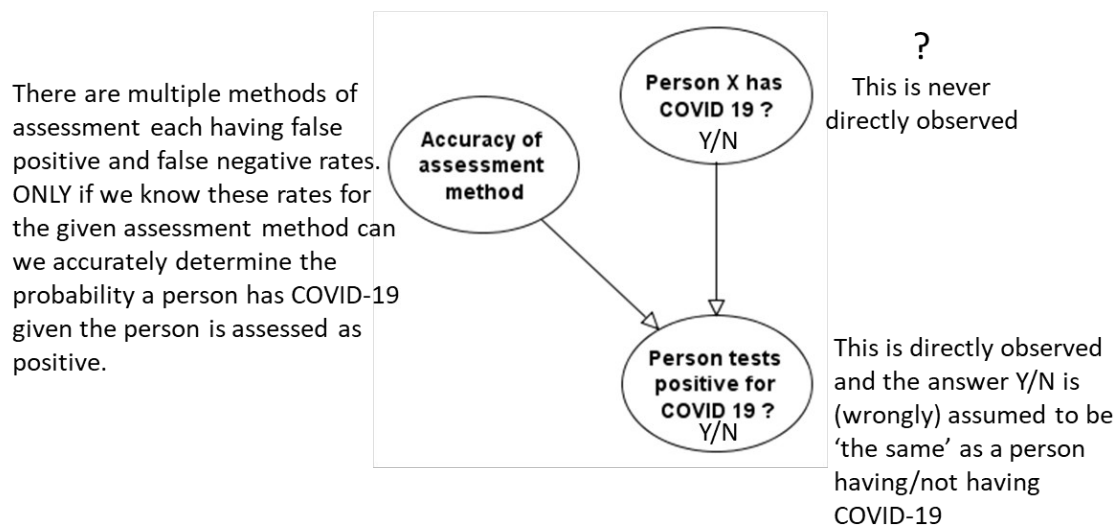 There are multiple methods of
assessment each having false
positive and false negative rates.
ONLY if we know these rates for
the given assessment method can
we accurately determine the
probability a person has COVID-19
given the person is assessed as
positive.
Accuracy of
assessment
method
Person X has
COVID 19 ?
Y/N
?
This is never
directly observed
Person tests
positive for
COVID 19 ?
Y/N
This is directly observed
and the answer Y/N is
(wrongly) assumed to be
‘the same’ as a person
having/not having
COVID-19